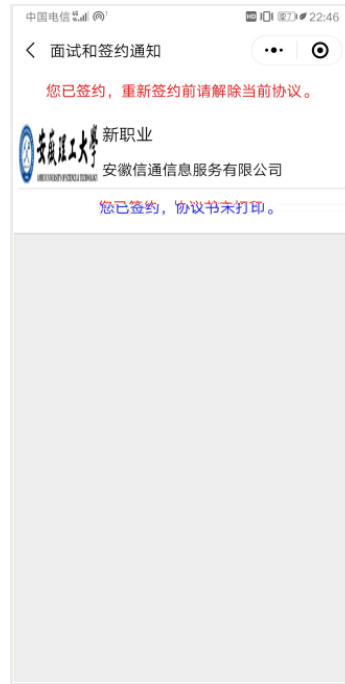 中国电信 22:46
面试和签约通知
您已签约，重新签约前请解除当前协议。
安徽理工大學
新职业
安徽信通信息服务有限公司
您已签约，协议书未打印。